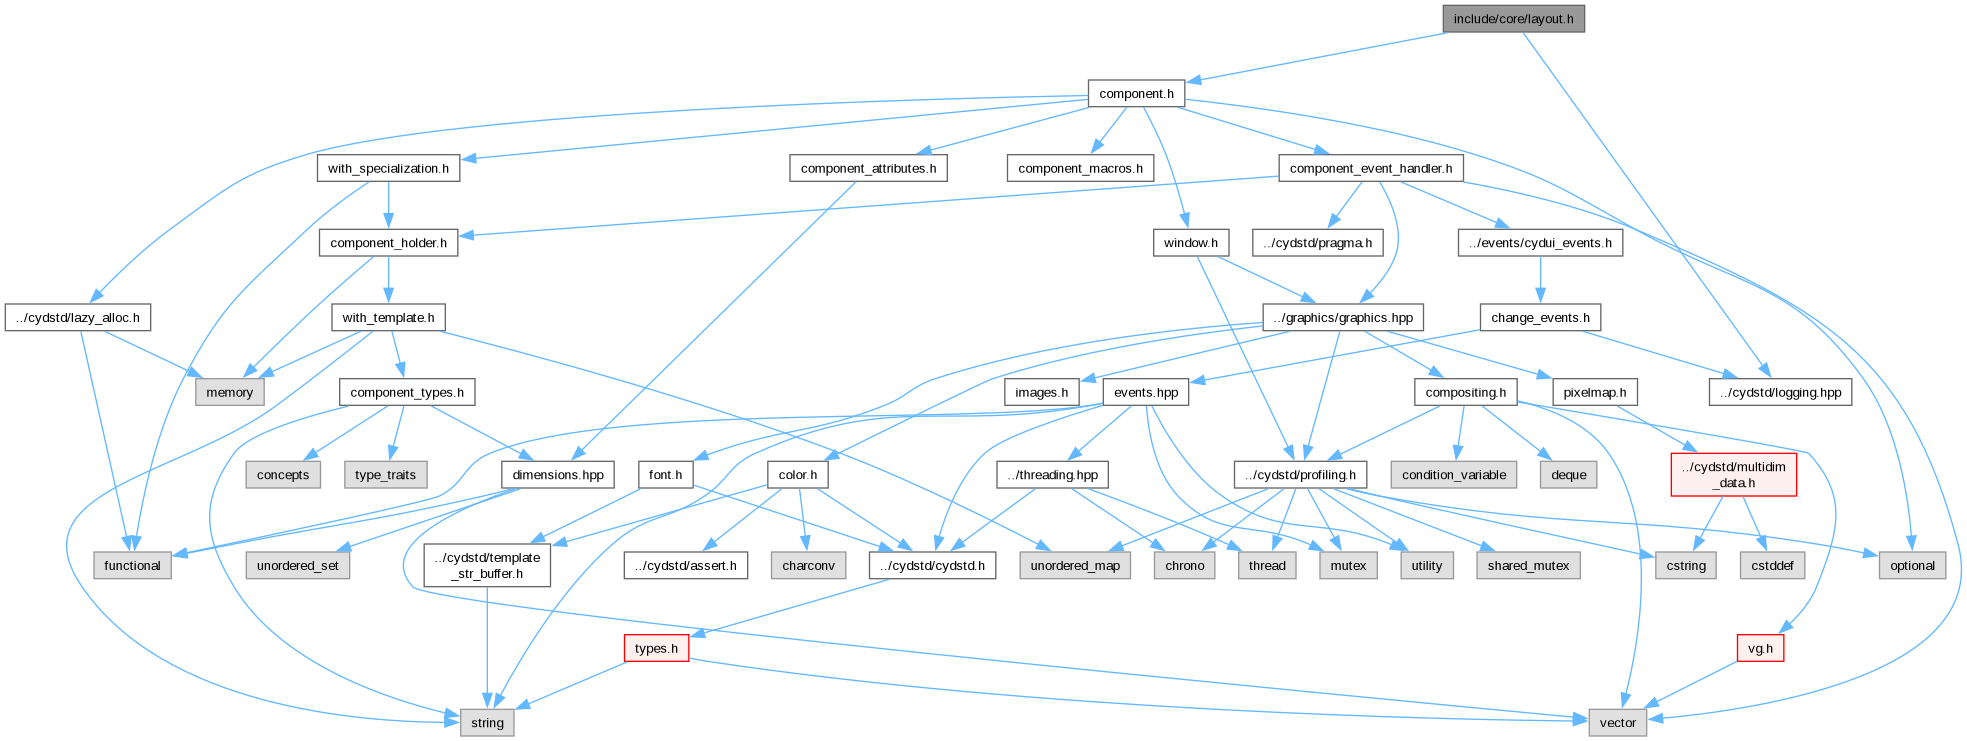 include/core/layout.h
component.h
with_specialization.h
component_attributes.h
component_macros.h
component_event_handler.h
component_holder.h
window.h
../cydstd/pragma.h
../events/cydui_events.h
../cydstd/lazy_alloc.h
with_template.h
../graphics/graphics.hpp
change_events.h
memory
component_types.h
images.h
events.hpp
compositing.h
pixelmap.h
../cydstd/logging.hpp
concepts
type_traits
dimensions.hpp
font.h
color.h
../threading.hpp
../cydstd/profiling.h
condition_variable
deque
../cydstd/multidim
_data.h
functional
unordered_set
../cydstd/template
_str_buffer.h
../cydstd/assert.h
charconv
../cydstd/cydstd.h
unordered_map
chrono
thread
mutex
utility
shared_mutex
cstring
cstddef
optional
types.h
vg.h
string
vector